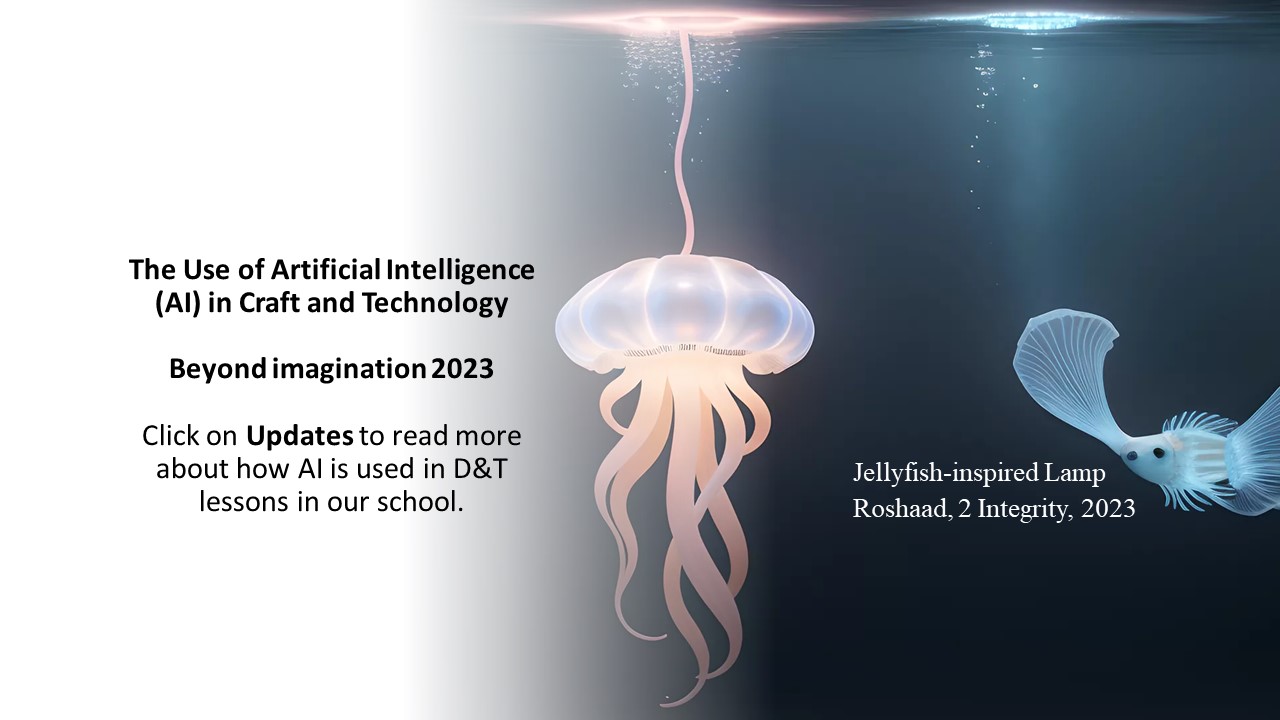 The Use of Artificial Intelligence
(AI) in Craft and Technology
Beyond imagination 2023
Click on Updates to read more
about how AI is used in D&T
lessons in our school.
Jellyfish-inspired Lamp
Roshaad, 2 Integrity, 2023